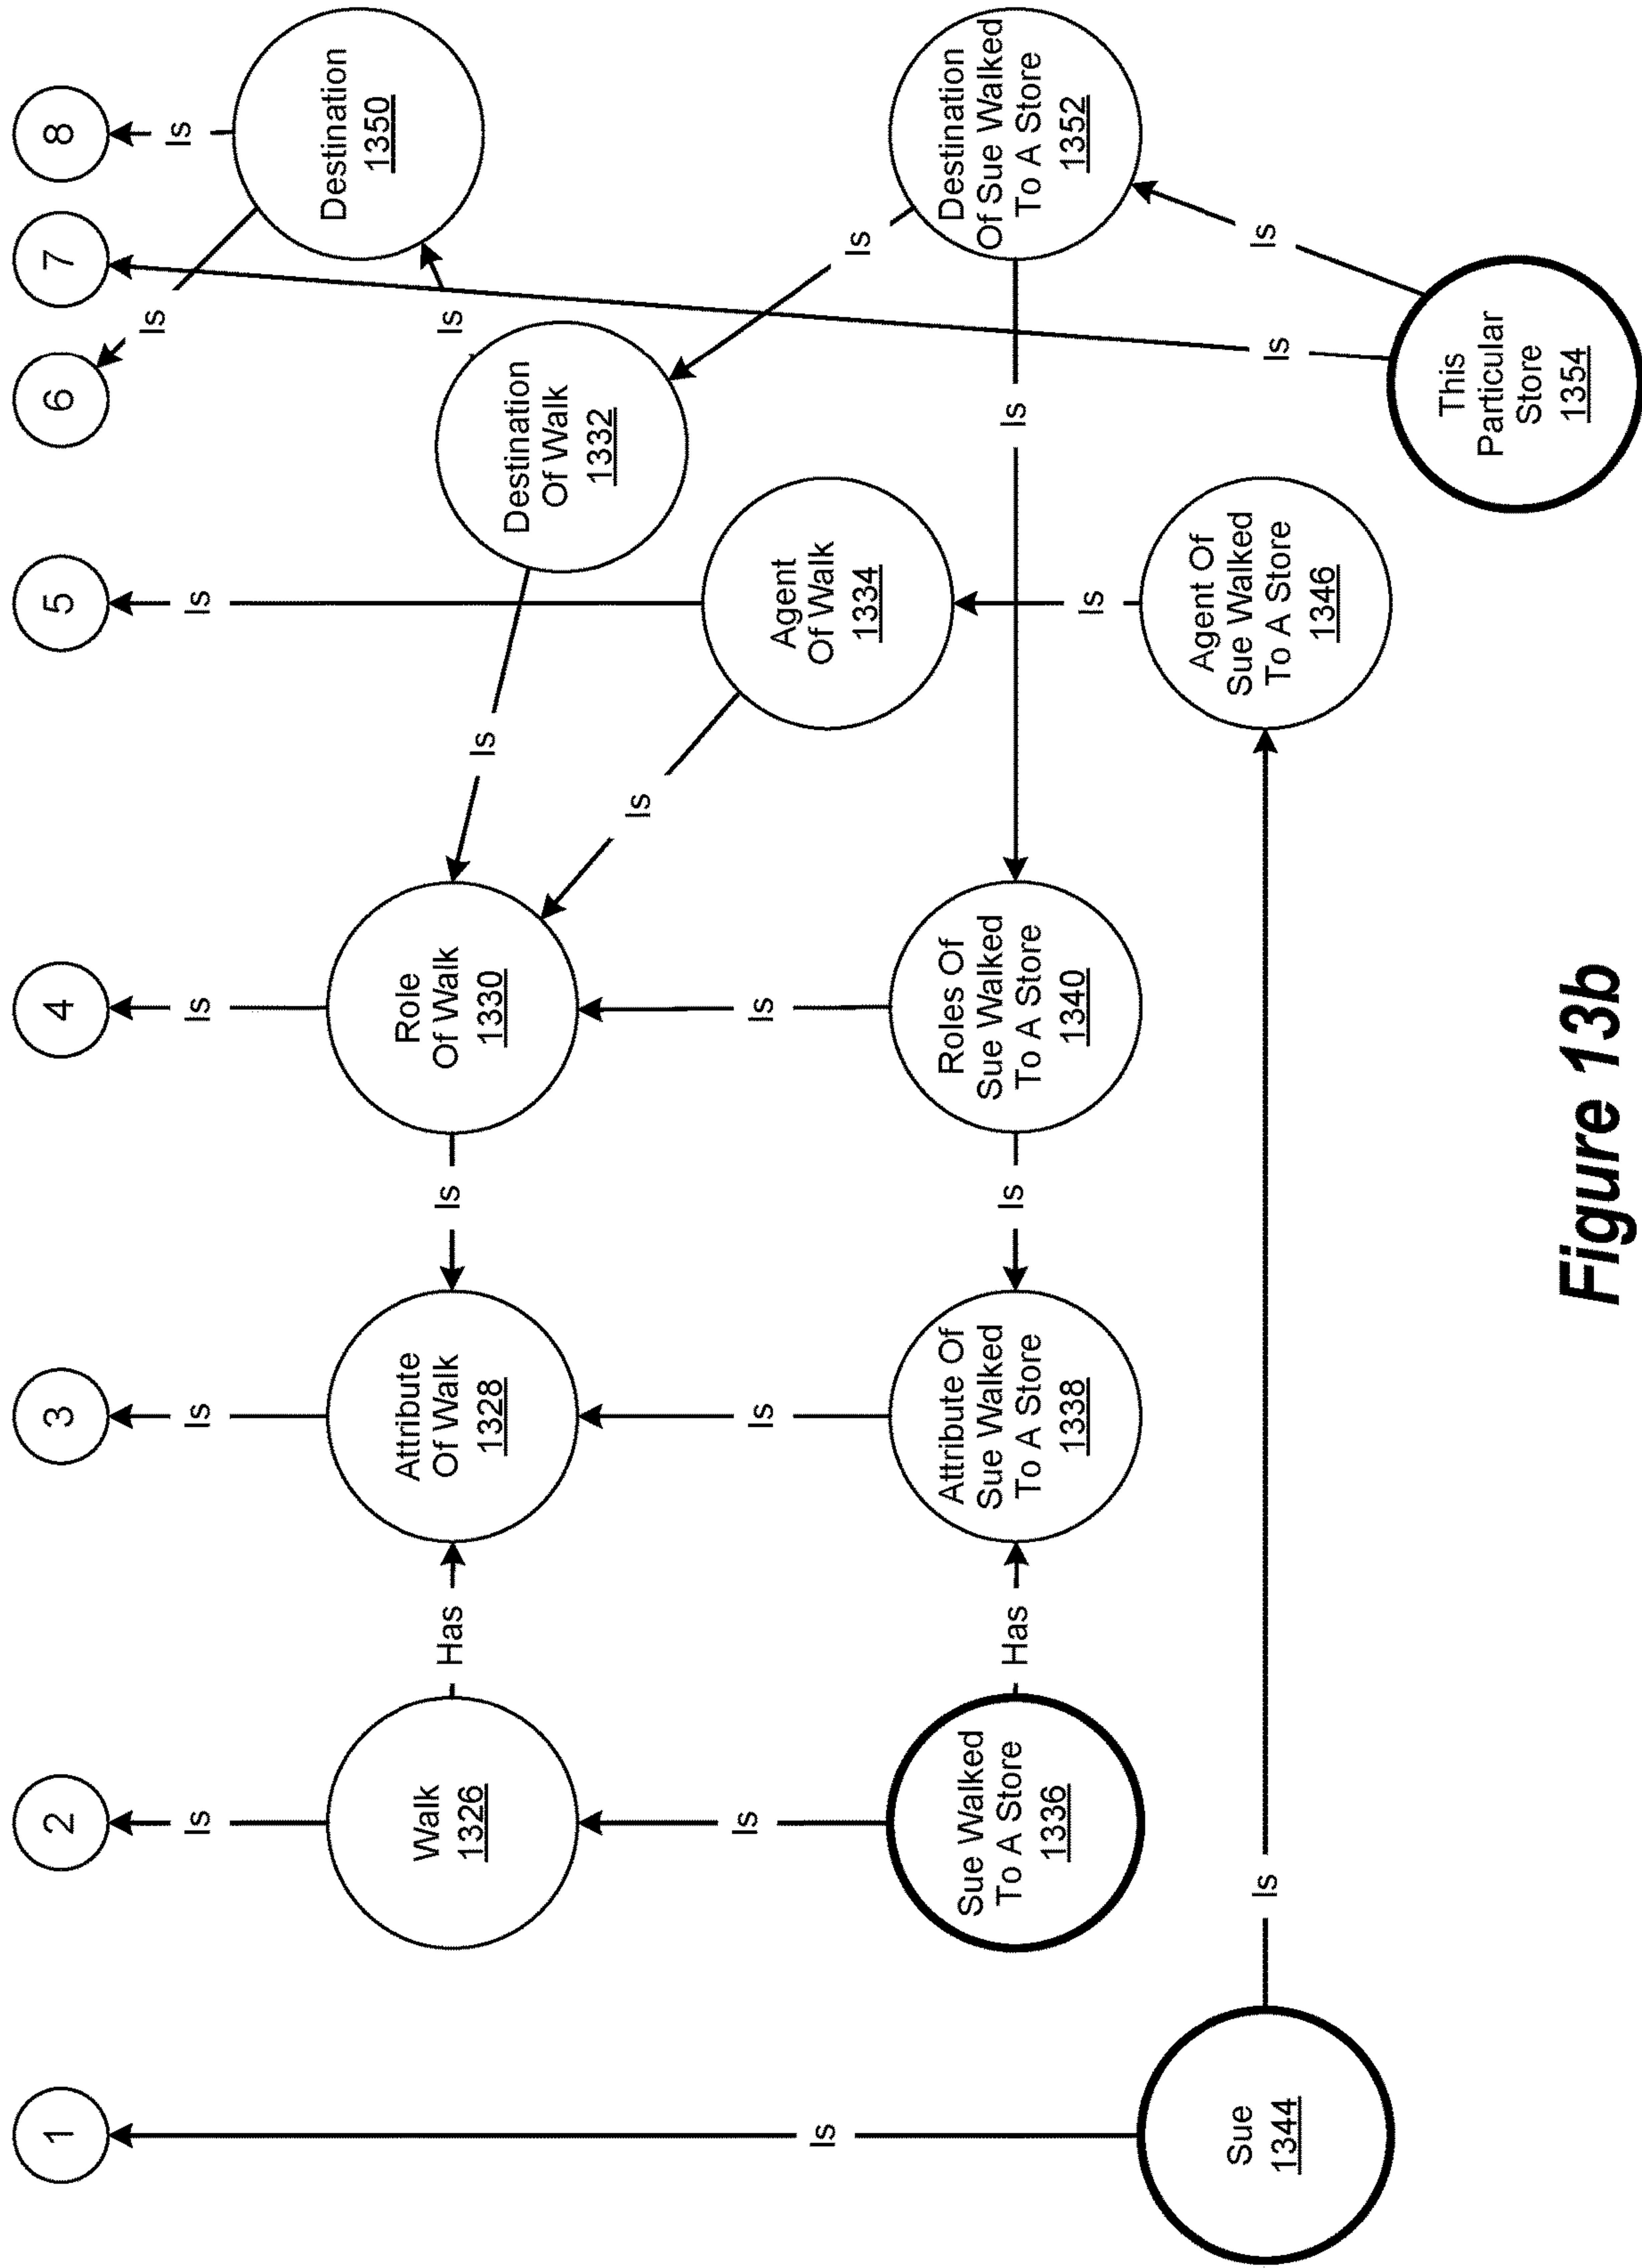 1
2
3
4
5
6
7
8
Is
Is
Is
Is
Is
Is
Is
Destination
1350
Walk
1326
Has
Attribute
Of Walk
1328
Is
Role
Of Walk
1330
Is
Is
Destination
Of Walk
1332
Is
Agent
Of Walk
1334
Is
Is
Is
Is
Is
Is
Is
Sue Walked
To A Store
1336
Has
Attribute Of
Sue Walked
To A Store
1338
Is
Roles Of
Sue Walked
To A Store
1340
Is
Destination
Of Sue Walked
To A Store
1352
Sue
1344
Is
Agent Of
Sue Walked
To A Store
1346
Is
Is
This
Particular
Store
1354
Figure 13b